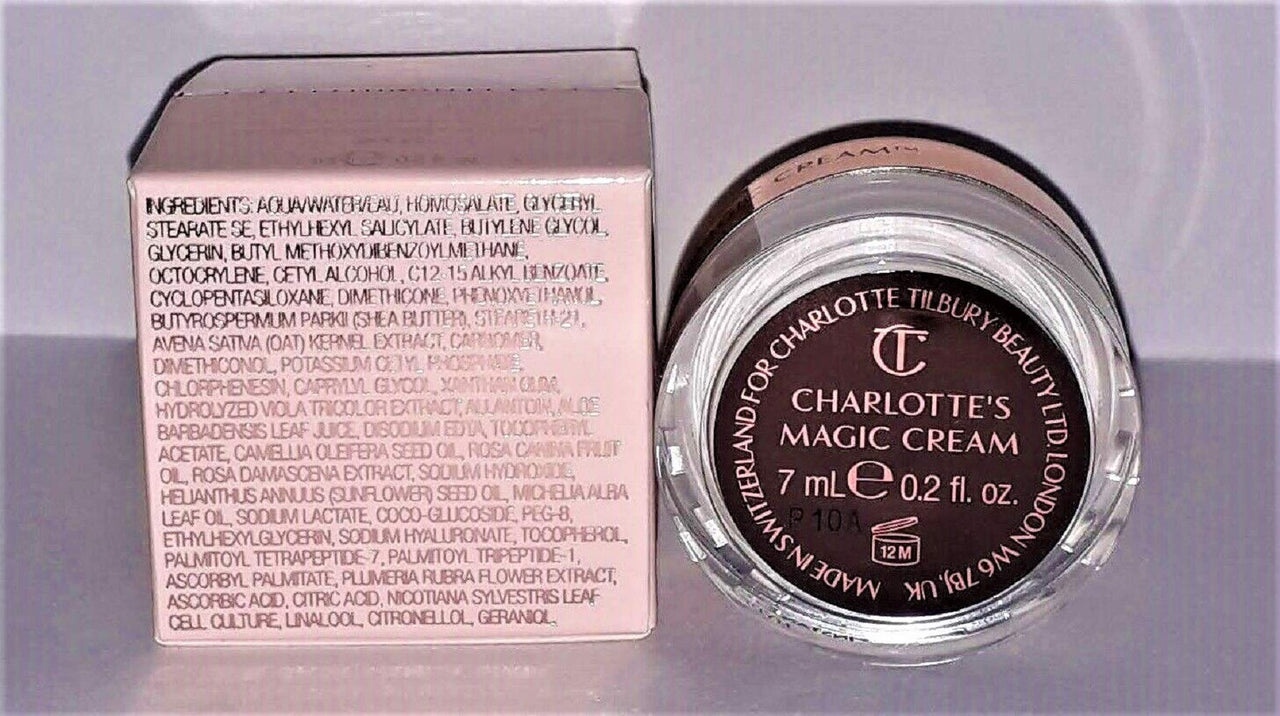 INGREDIENTS: AQUA/WATER/EAU, HOMOSALATE, GLYCERYL
STEARATE SE, ETHYLHEXYL SALICYLATE, BUTYLENE GLYCOL,
GLYCERIN, BUTYL METHOXYDIBENZOYLMETHANE,
OCTOCRYLENE, CETYL ALCOHOL, C12-15 ALKYL BENZOATE,
CYCLOPENTASILOXANE, DIMETHICONE, PHENOXYETHANOL,
BUTYROSPERMUM PARKII (SHEA BUTTER), STEARETH-21,
AVENA SATIVA (OAT) KERNEL EXTRACT, CARBOMER,
DIMETHICONOL, POTASSIUM CETYL PHOSPHATE,
CHLORPHENESIN, CAPRYLYL GLYCOL, XANTHAN GUM,
HYDROLYZED VIOLA TRICOLOR EXTRACT, ALLANTOIN, ALOE
BARBADENSIS LEAF JUICE, DISODIUM EDTA, TOCOPHERYL
ACETATE, CAMELLIA OLEIFERA SEED OIL, ROSA CANINA FRUIT
OIL, ROSA DAMASCENA EXTRACT, SODIUM HYDROXIDE,
HELIANTHUS ANNUUS (SUNFLOWER) SEED OIL, MICHELIA ALBA
LEAF OIL, SODIUM LACTATE, COCO-GLUCOSIDE, PEG-8,
ETHYLHEXYLGLYCERIN, SODIUM HYALURONATE, TOCOPHEROL,
PALMITOYL TETRAPEPTIDE-7, PALMITOYL TRIPEPTIDE-1,
ASCORBYL PALMITATE, PLUMERIA RUBRA FLOWER EXTRACT,
ASCORBIC ACID, CITRIC ACID, NICOTIANA SYLVESTRIS LEAF
CELL CULTURE, LINALOOL, CITRONELLOL, GERANIOL,
CREAM™
MADE IN SWITZERLAND FOR CHARLOTTE TILBURY BEAUTY LTD. LONDON W6 7BJ, UK
CT
CHARLOTTE'S
MAGIC CREAM
7 mL e 0.2 fl. oz.
P10A
12 M